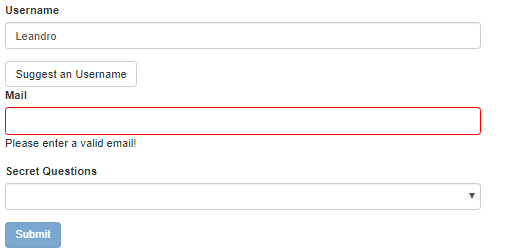 Username
Leandro
Suggest an Username
Mail
Please enter a valid email!
Secret Questions
Submit